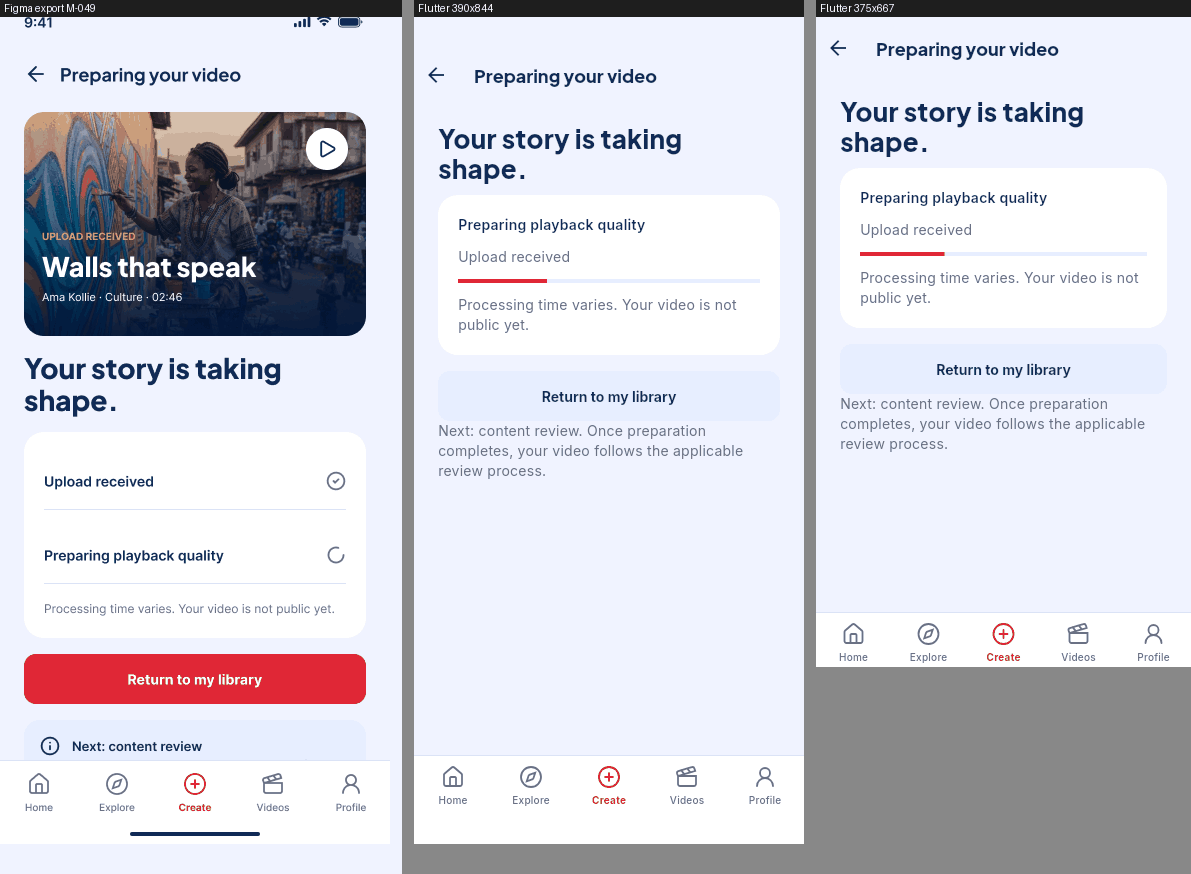 Figma export M-049
9:41
Preparing your video
UPLOAD RECEIVED
Walls that speak
Ama Kollie · Culture · 02:46
Your story is taking
shape.
Upload received
Preparing playback quality
Processing time varies. Your video is not public yet.
Return to my library
Next: content review
Home
Explore
Create
Videos
Profile
Flutter 390x844
Preparing your video
Your story is taking
shape.
Preparing playback quality
Upload received
Processing time varies. Your video is not
public yet.
Return to my library
Next: content review. Once preparation
completes, your video follows the applicable
review process.
Home
Explore
Create
Videos
Profile
Flutter 375x667
Preparing your video
Your story is taking
shape.
Preparing playback quality
Upload received
Processing time varies. Your video is not
public yet.
Return to my library
Next: content review. Once preparation
completes, your video follows the applicable
review process.
Home
Explore
Create
Videos
Profile